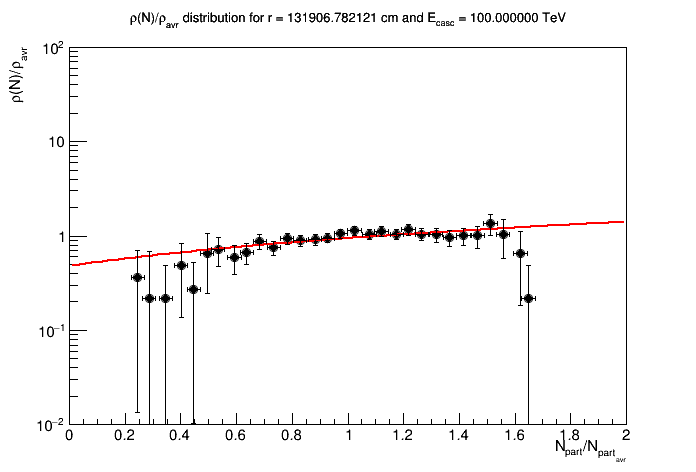 ρ(N)/ρavr distribution for r = 131906.782121 cm and Ecasc = 100.000000 TeV
ρ(N)/ρavr
10²
10
1
10⁻¹
10⁻²
0 0.2 0.4 0.6 0.8 1 1.2 1.4 1.6 1.8 2
Npart/Npartavr